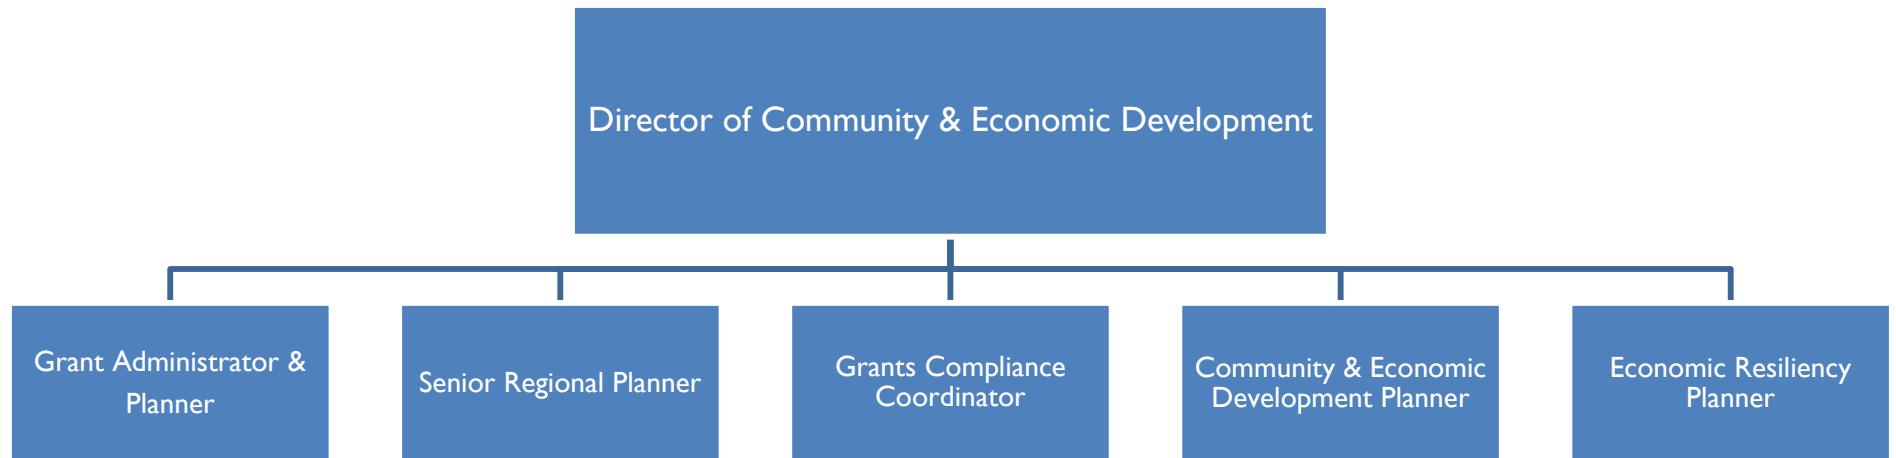 Director of Community & Economic Development
Grant Administrator &
Planner
Senior Regional Planner
Grants Compliance
Coordinator
Community & Economic
Development Planner
Economic Resiliency
Planner